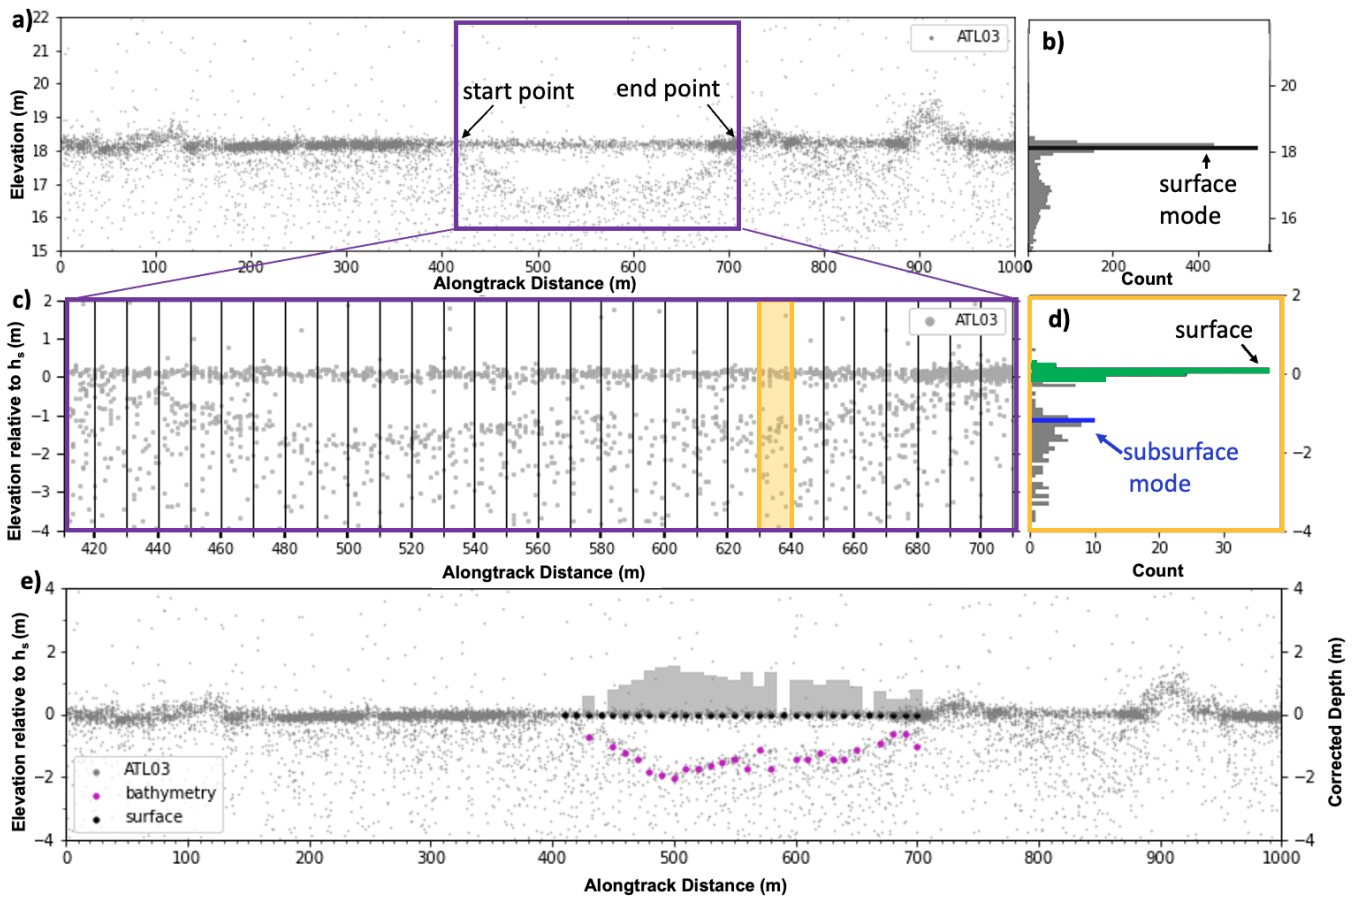 a)
22
21
20
19
18
17
16
15
Elevation (m)
ATL03
start point
end point
0 100 200 300 400 500 600 700 800 900 1000
Alongtrack Distance (m)
b)
20
18
16
surface
mode
0 200 400
Count
c)
2
1
0
−1
−2
−3
−4
Elevation relative to hs (m)
ATL03
420 440 460 480 500 520 540 560 580 600 620 640 660 680 700
Alongtrack Distance (m)
d)
surface
subsurface
mode
2
0
−2
−4
0 10 20 30
Count
e)
4
2
0
−2
−4
Elevation relative to hs (m)
ATL03
bathymetry
surface
4
2
0
−2
−4
Corrected Depth (m)
0 100 200 300 400 500 600 700 800 900 1000
Alongtrack Distance (m)